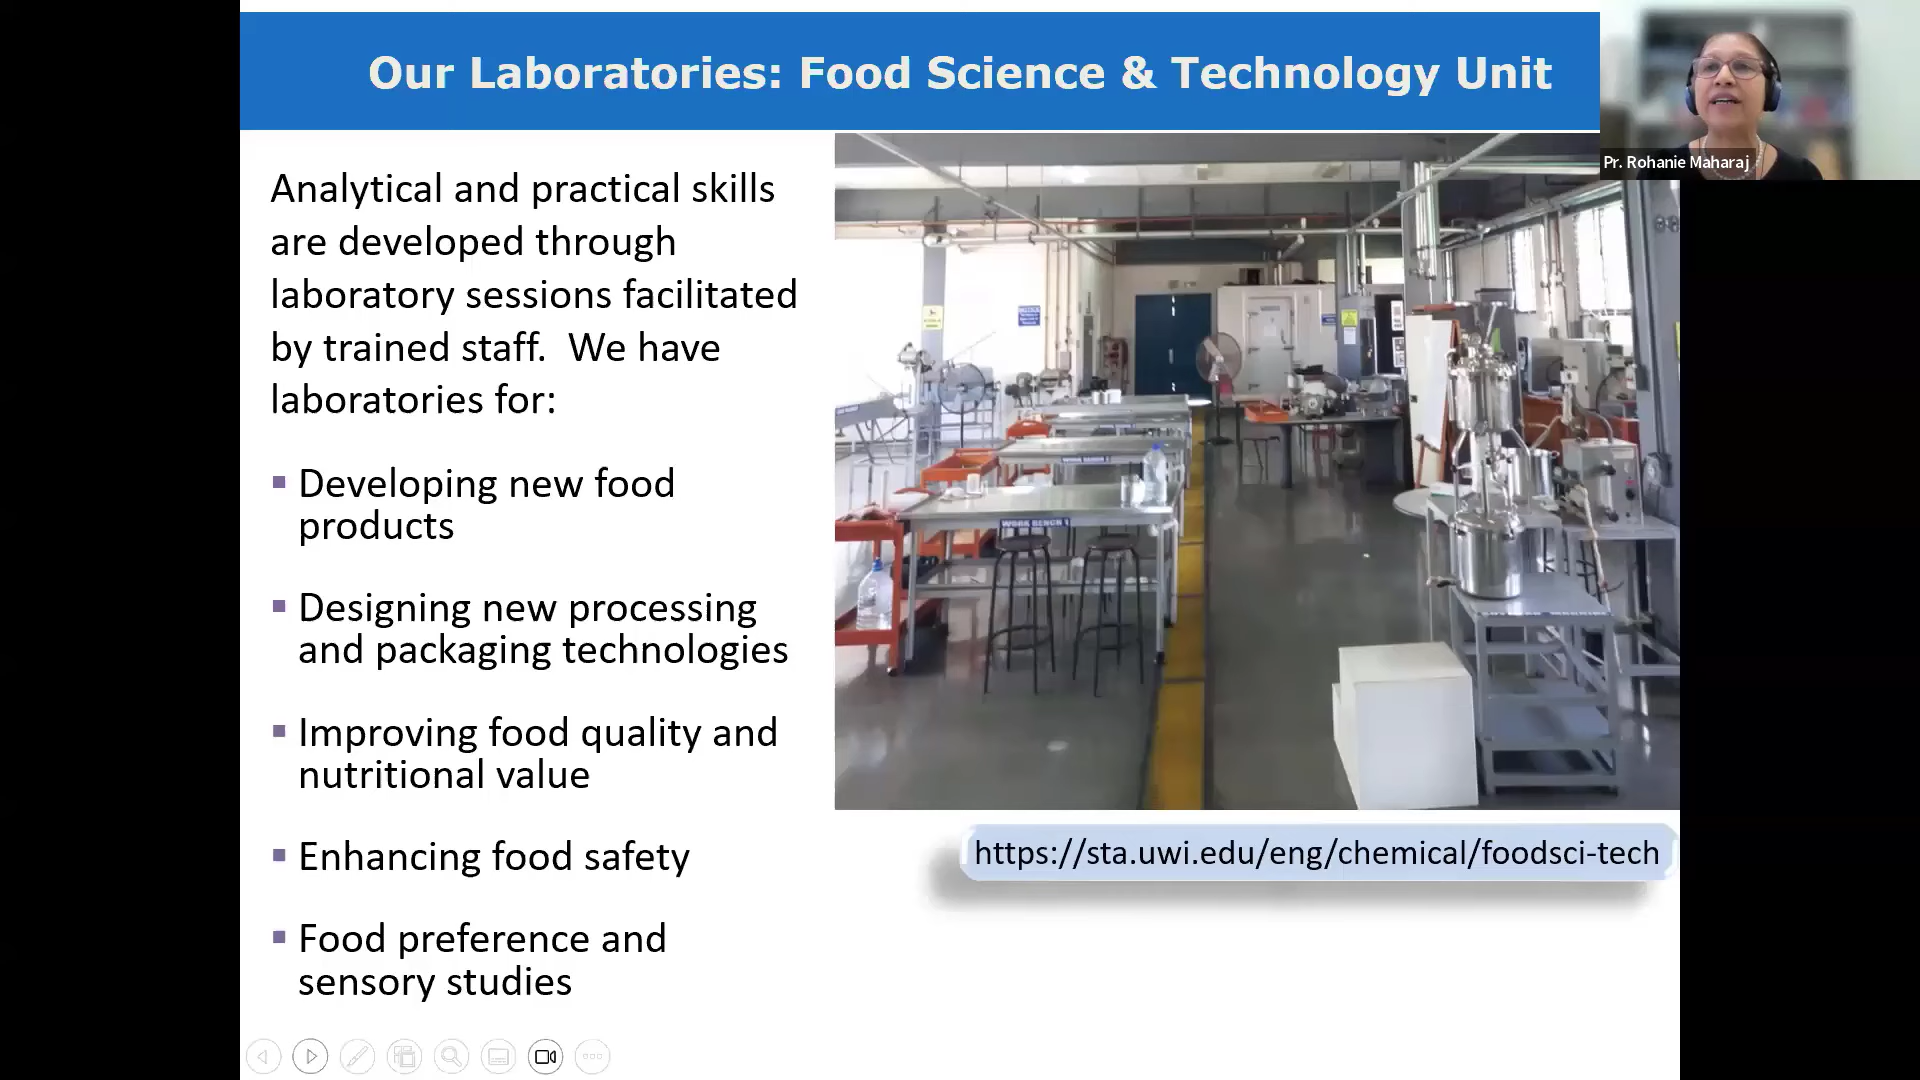 Our Laboratories: Food Science & Technology Unit
Pr. Rohanie Maharaj
Analytical and practical skills
are developed through
laboratory sessions facilitated
by trained staff.  We have
laboratories for:
▪ Developing new food
products
▪ Designing new processing
and packaging technologies
▪ Improving food quality and
nutritional value
▪ Enhancing food safety
▪ Food preference and
sensory studies
WORK BENCH 1
https://sta.uwi.edu/eng/chemical/foodsci-tech